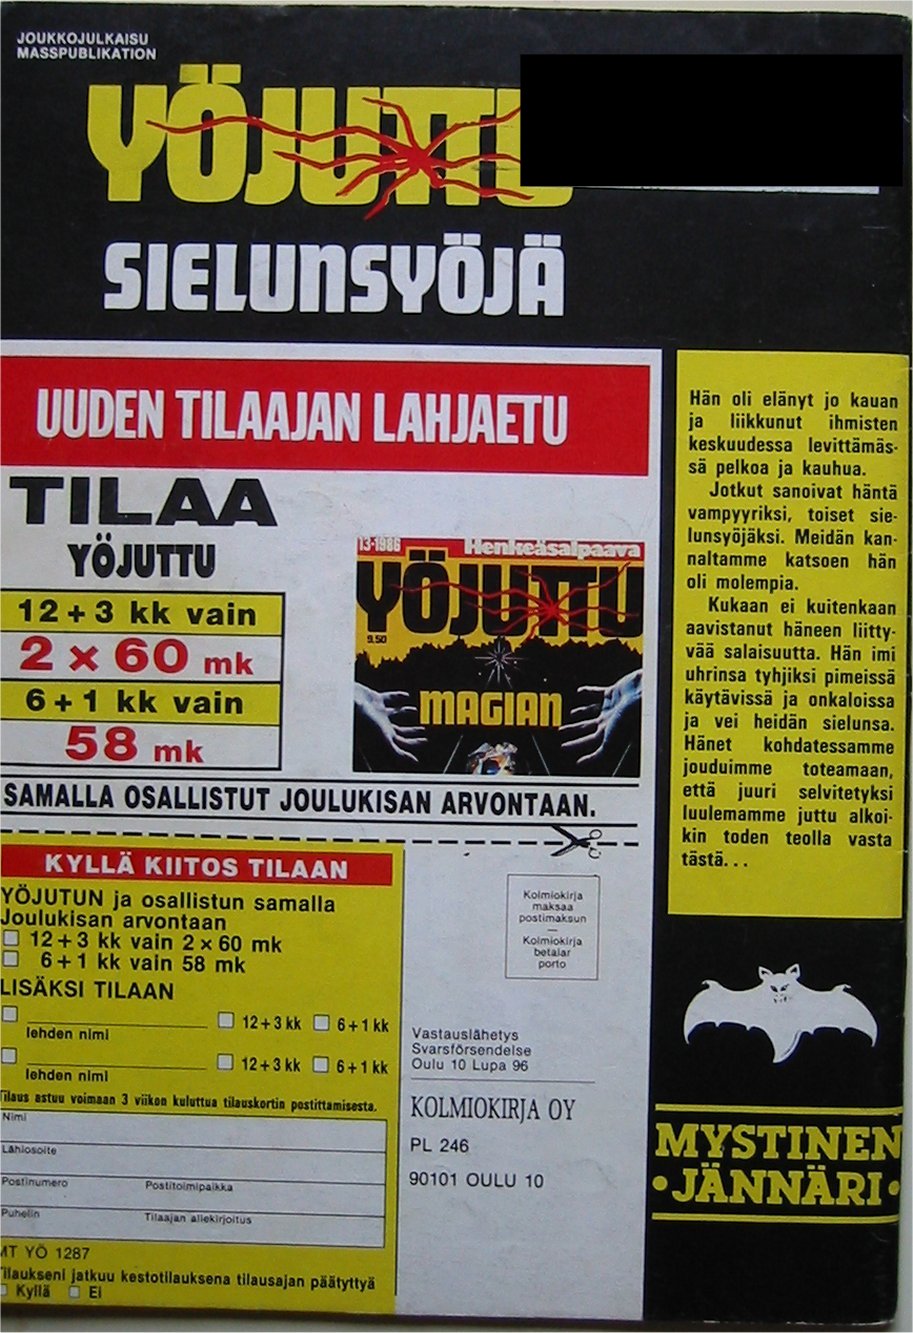 JOUKKOJULKAISU
MASSPUBLIKATION
YÖJUTTU
SIELUNSYÖJÄ
UUDEN TILAAJAN LAHJAETU
TILAA
YÖJUTTU
12 + 3 kk vain
2 × 60 mk
6 + 1 kk vain
58 mk
13-1986 Henkeäsalpaava
YÖJUTTU
9.50
MAGIAN
SAMALLA OSALLISTUT JOULUKISAN ARVONTAAN.
KYLLÄ KIITOS TILAAN
YÖJUTUN ja osallistun samalla
Joulukisan arvontaan
12 + 3 kk vain 2 × 60 mk
6 + 1 kk vain 58 mk
LISÄKSI TILAAN
12 + 3 kk 6 + 1 kk
lehden nimi
12 + 3 kk 6 + 1 kk
lehden nimi
Tilaus astuu voimaan 3 viikon kuluttua tilauskortin postittamisesta.
Nimi
Lähiosoite
Postinumero Postitoimipaikka
Puhelin Tilaajan allekirjoitus
MT YÖ 1287
Tilaukseni jatkuu kestotilauksena tilausajan päätyttyä
Kyllä Ei
Kolmiokirja
maksaa
postimaksun
—
Kolmiokirja
betalar
porto
Vastauslähetys
Svarsförsendelse
Oulu 10 Lupa 96
KOLMIOKIRJA OY
PL 246
90101 OULU 10
Hän oli elänyt jo kauan
ja liikkunut ihmisten
keskuudessa levittämäs-
sä pelkoa ja kauhua.
Jotkut sanoivat häntä
vampyyriksi, toiset sie-
lunsyöjäksi. Meidän kan-
naltamme katsoen hän
oli molempia.
Kukaan ei kuitenkaan
aavistanut häneen liitty-
vää salaisuutta. Hän imi
uhrinsa tyhjiksi pimeissä
käytävissä ja onkaloissa
ja vei heidän sielunsa.
Hänet kohdatessamme
jouduimme toteamaan,
että juuri selvitetyksi
luulemamme juttu alkoi-
kin toden teolla vasta
tästä...
MYSTINEN
• JÄNNÄRI •